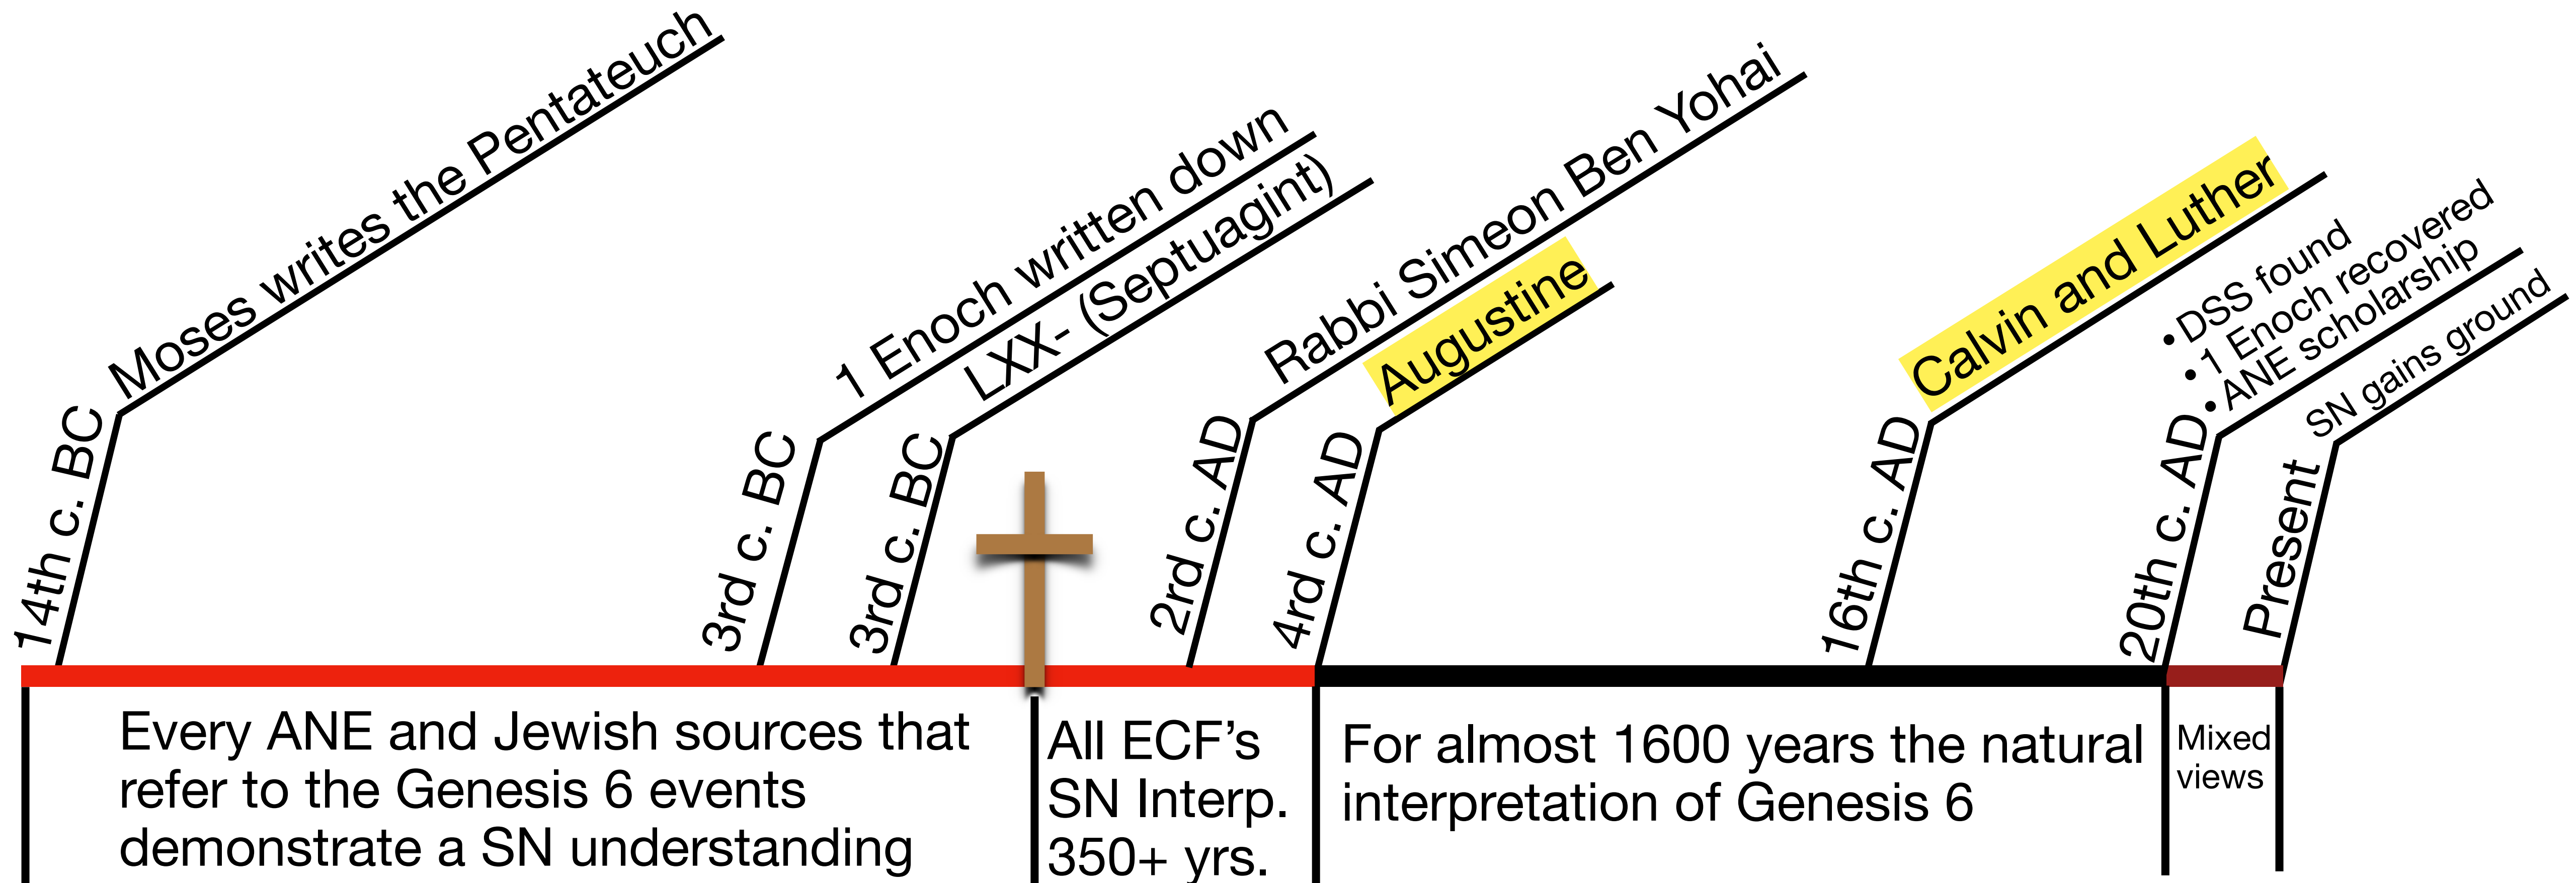 14th c. BC
Moses writes the Pentateuch
3rd c. BC
1 Enoch written down
3rd c. BC
LXX- (Septuagint)
2rd c. AD
Rabbi Simeon Ben Yohai
4rd c. AD
Augustine
16th c. AD
Calvin and Luther
20th c. AD
• DSS found
• 1 Enoch recovered
• ANE scholarship
Present
SN gains ground
Every ANE and Jewish sources that
refer to the Genesis 6 events
demonstrate a SN understanding
All ECF’s
SN Interp.
350+ yrs.
For almost 1600 years the natural
interpretation of Genesis 6
Mixed
views